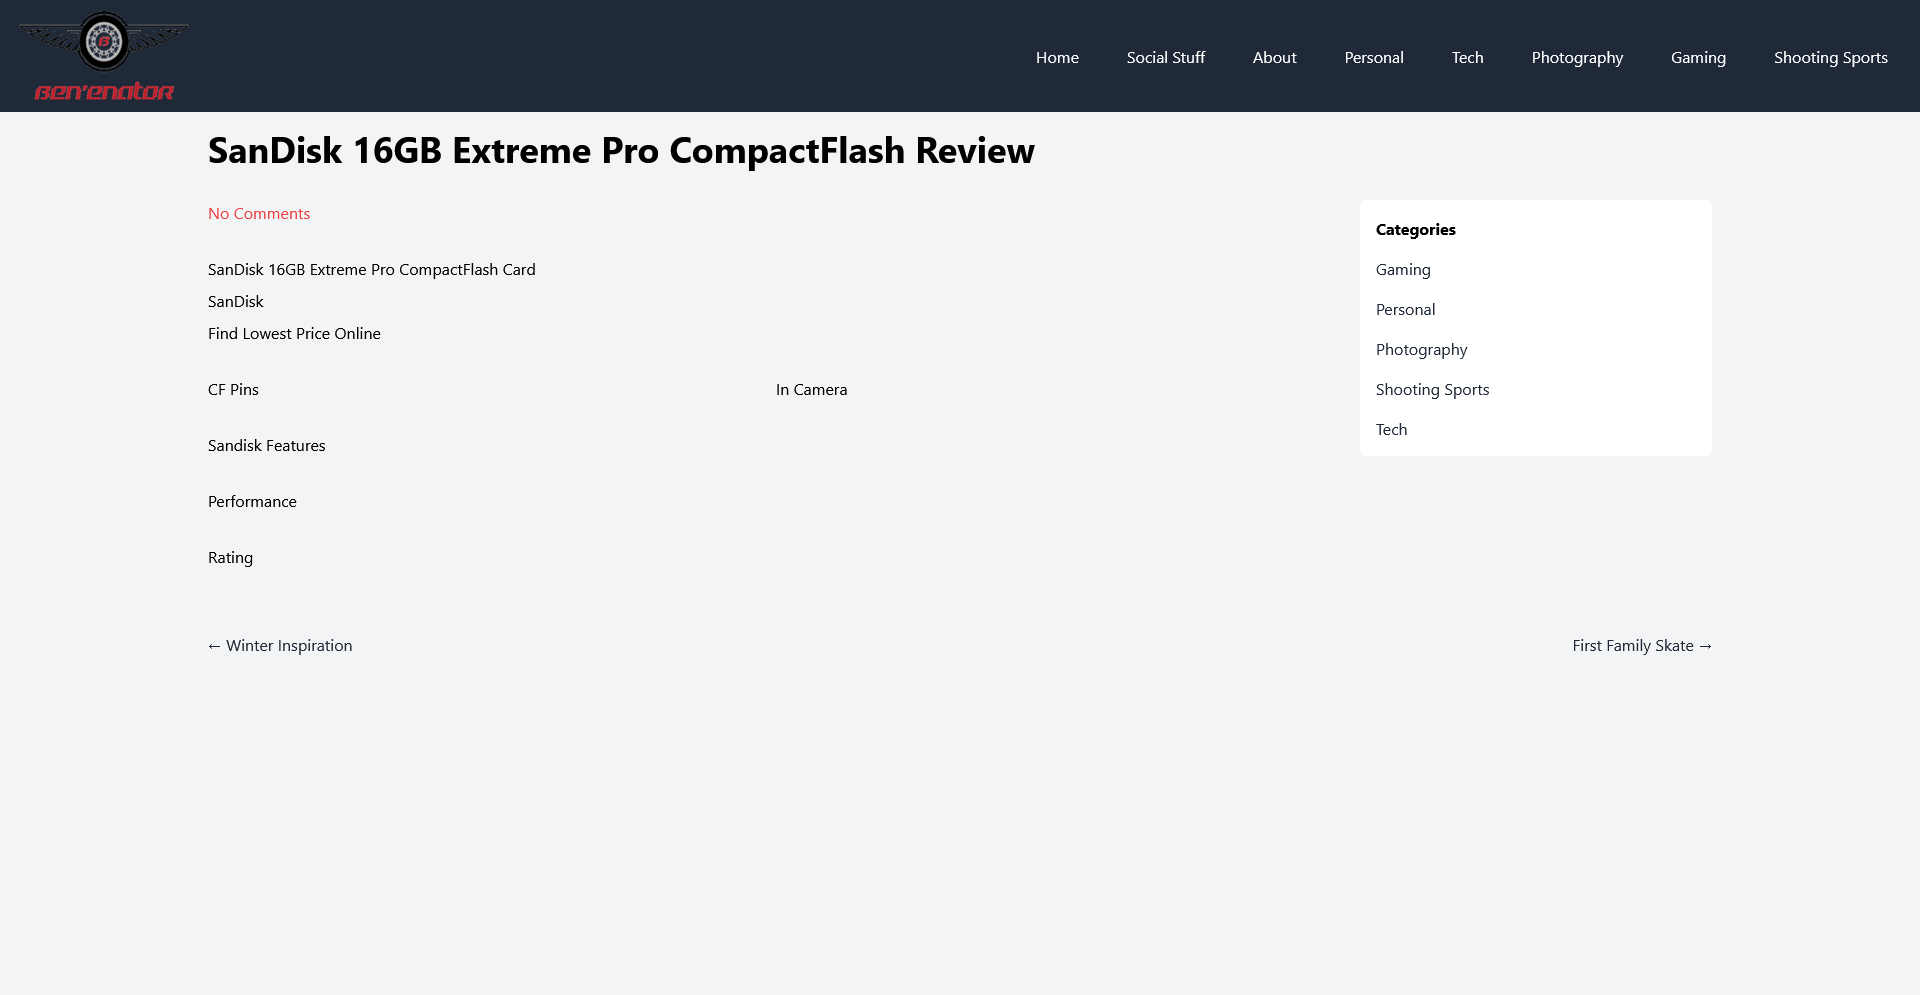 BEN'ENATOR
Home Social Stuff About Personal Tech Photography Gaming Shooting Sports
SanDisk 16GB Extreme Pro CompactFlash Review
No Comments
SanDisk 16GB Extreme Pro CompactFlash Card
SanDisk
Find Lowest Price Online
CF Pins In Camera
Sandisk Features
Performance
Rating
Categories
Gaming
Personal
Photography
Shooting Sports
Tech
← Winter Inspiration
First Family Skate →